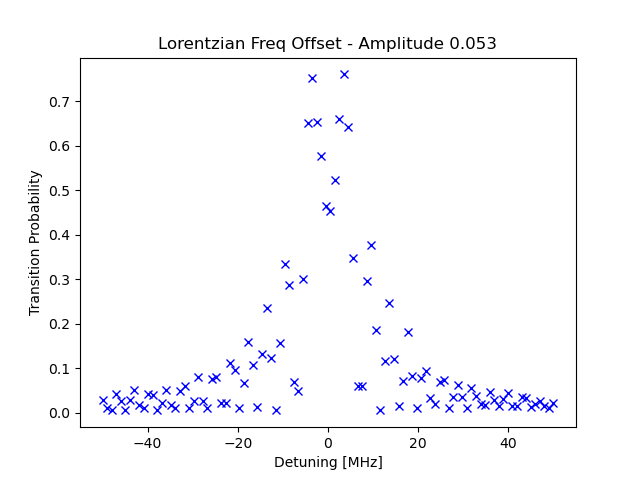 Lorentzian Freq Offset - Amplitude 0.053
Transition Probability
0.7
0.6
0.5
0.4
0.3
0.2
0.1
0.0
−40 −20 0 20 40
Detuning [MHz]